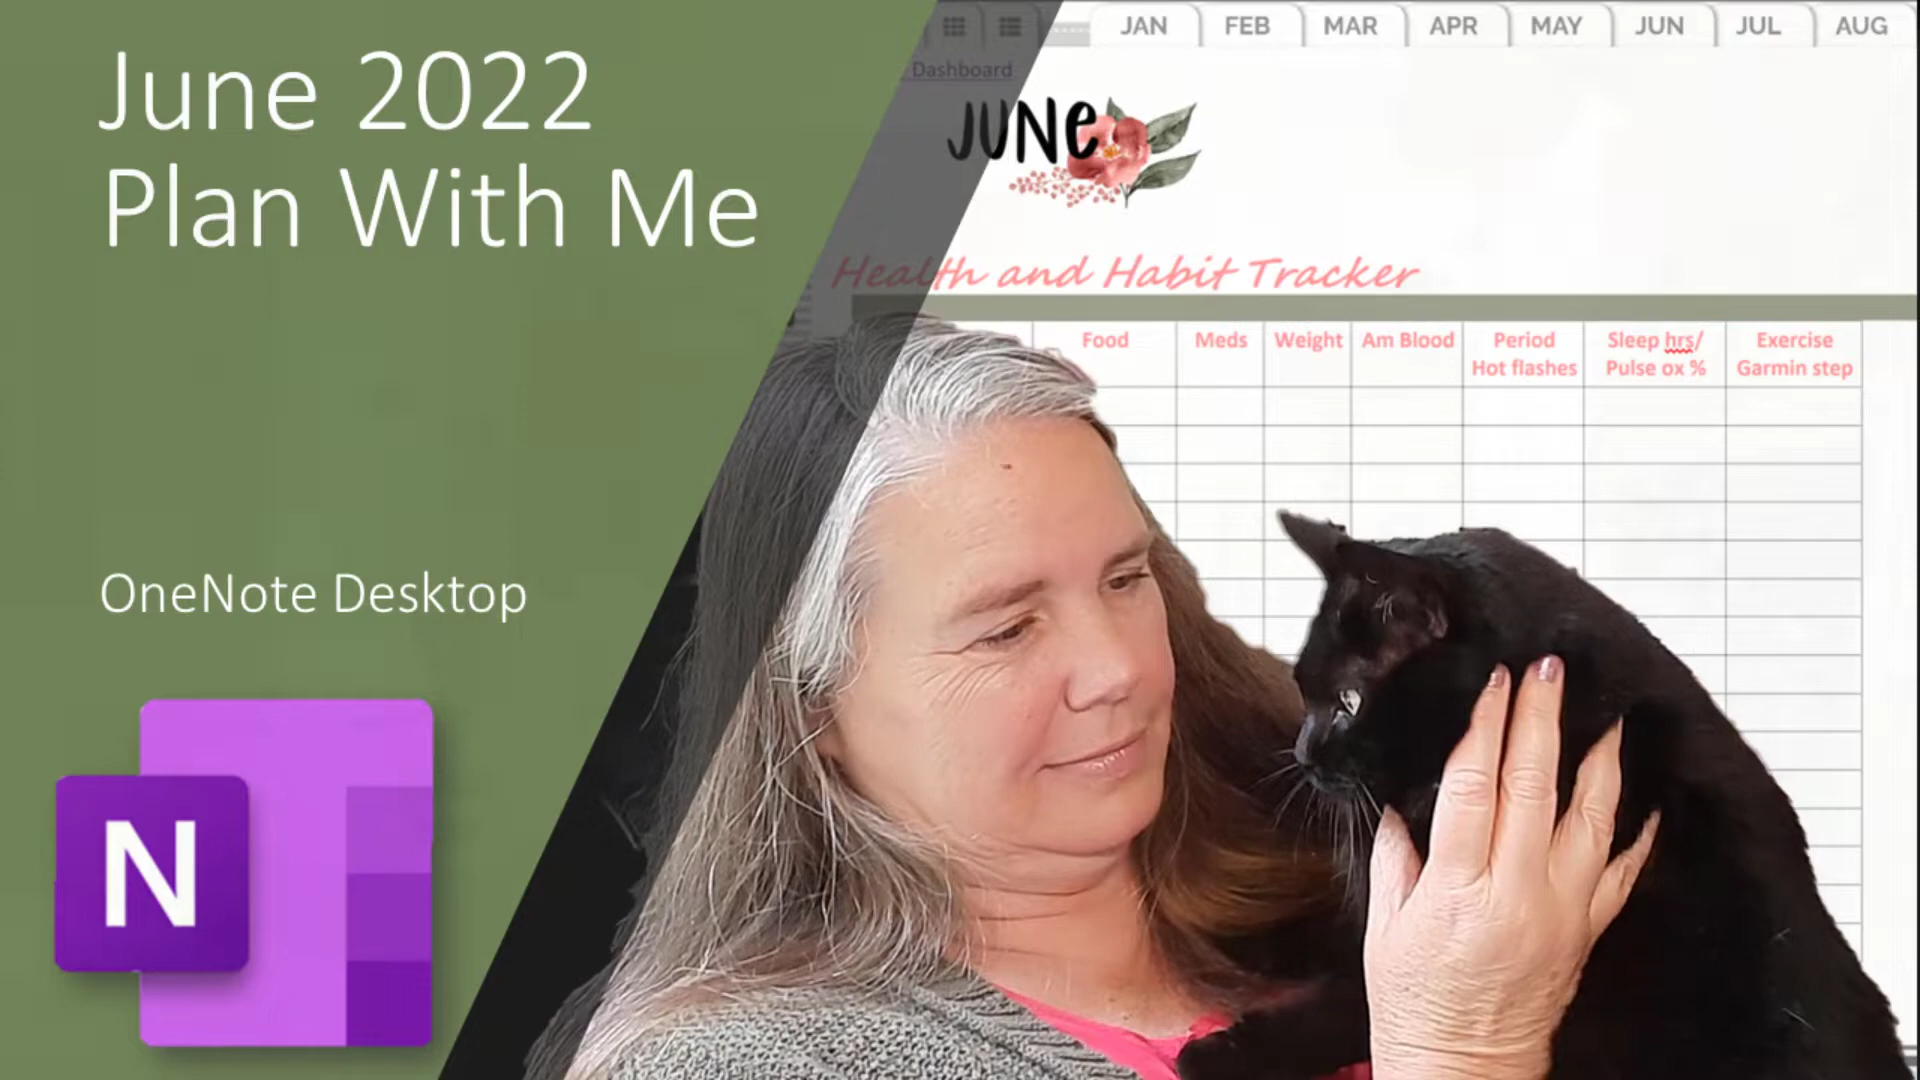 June 2022
Plan With Me
OneNote Desktop
N
JAN FEB MAR APR MAY JUN JUL AUG
Dashboard
JUNe
Health and Habit Tracker
Food Meds Weight Am Blood Period Sleep hrs/ Exercise
Hot flashes Pulse ox % Garmin step